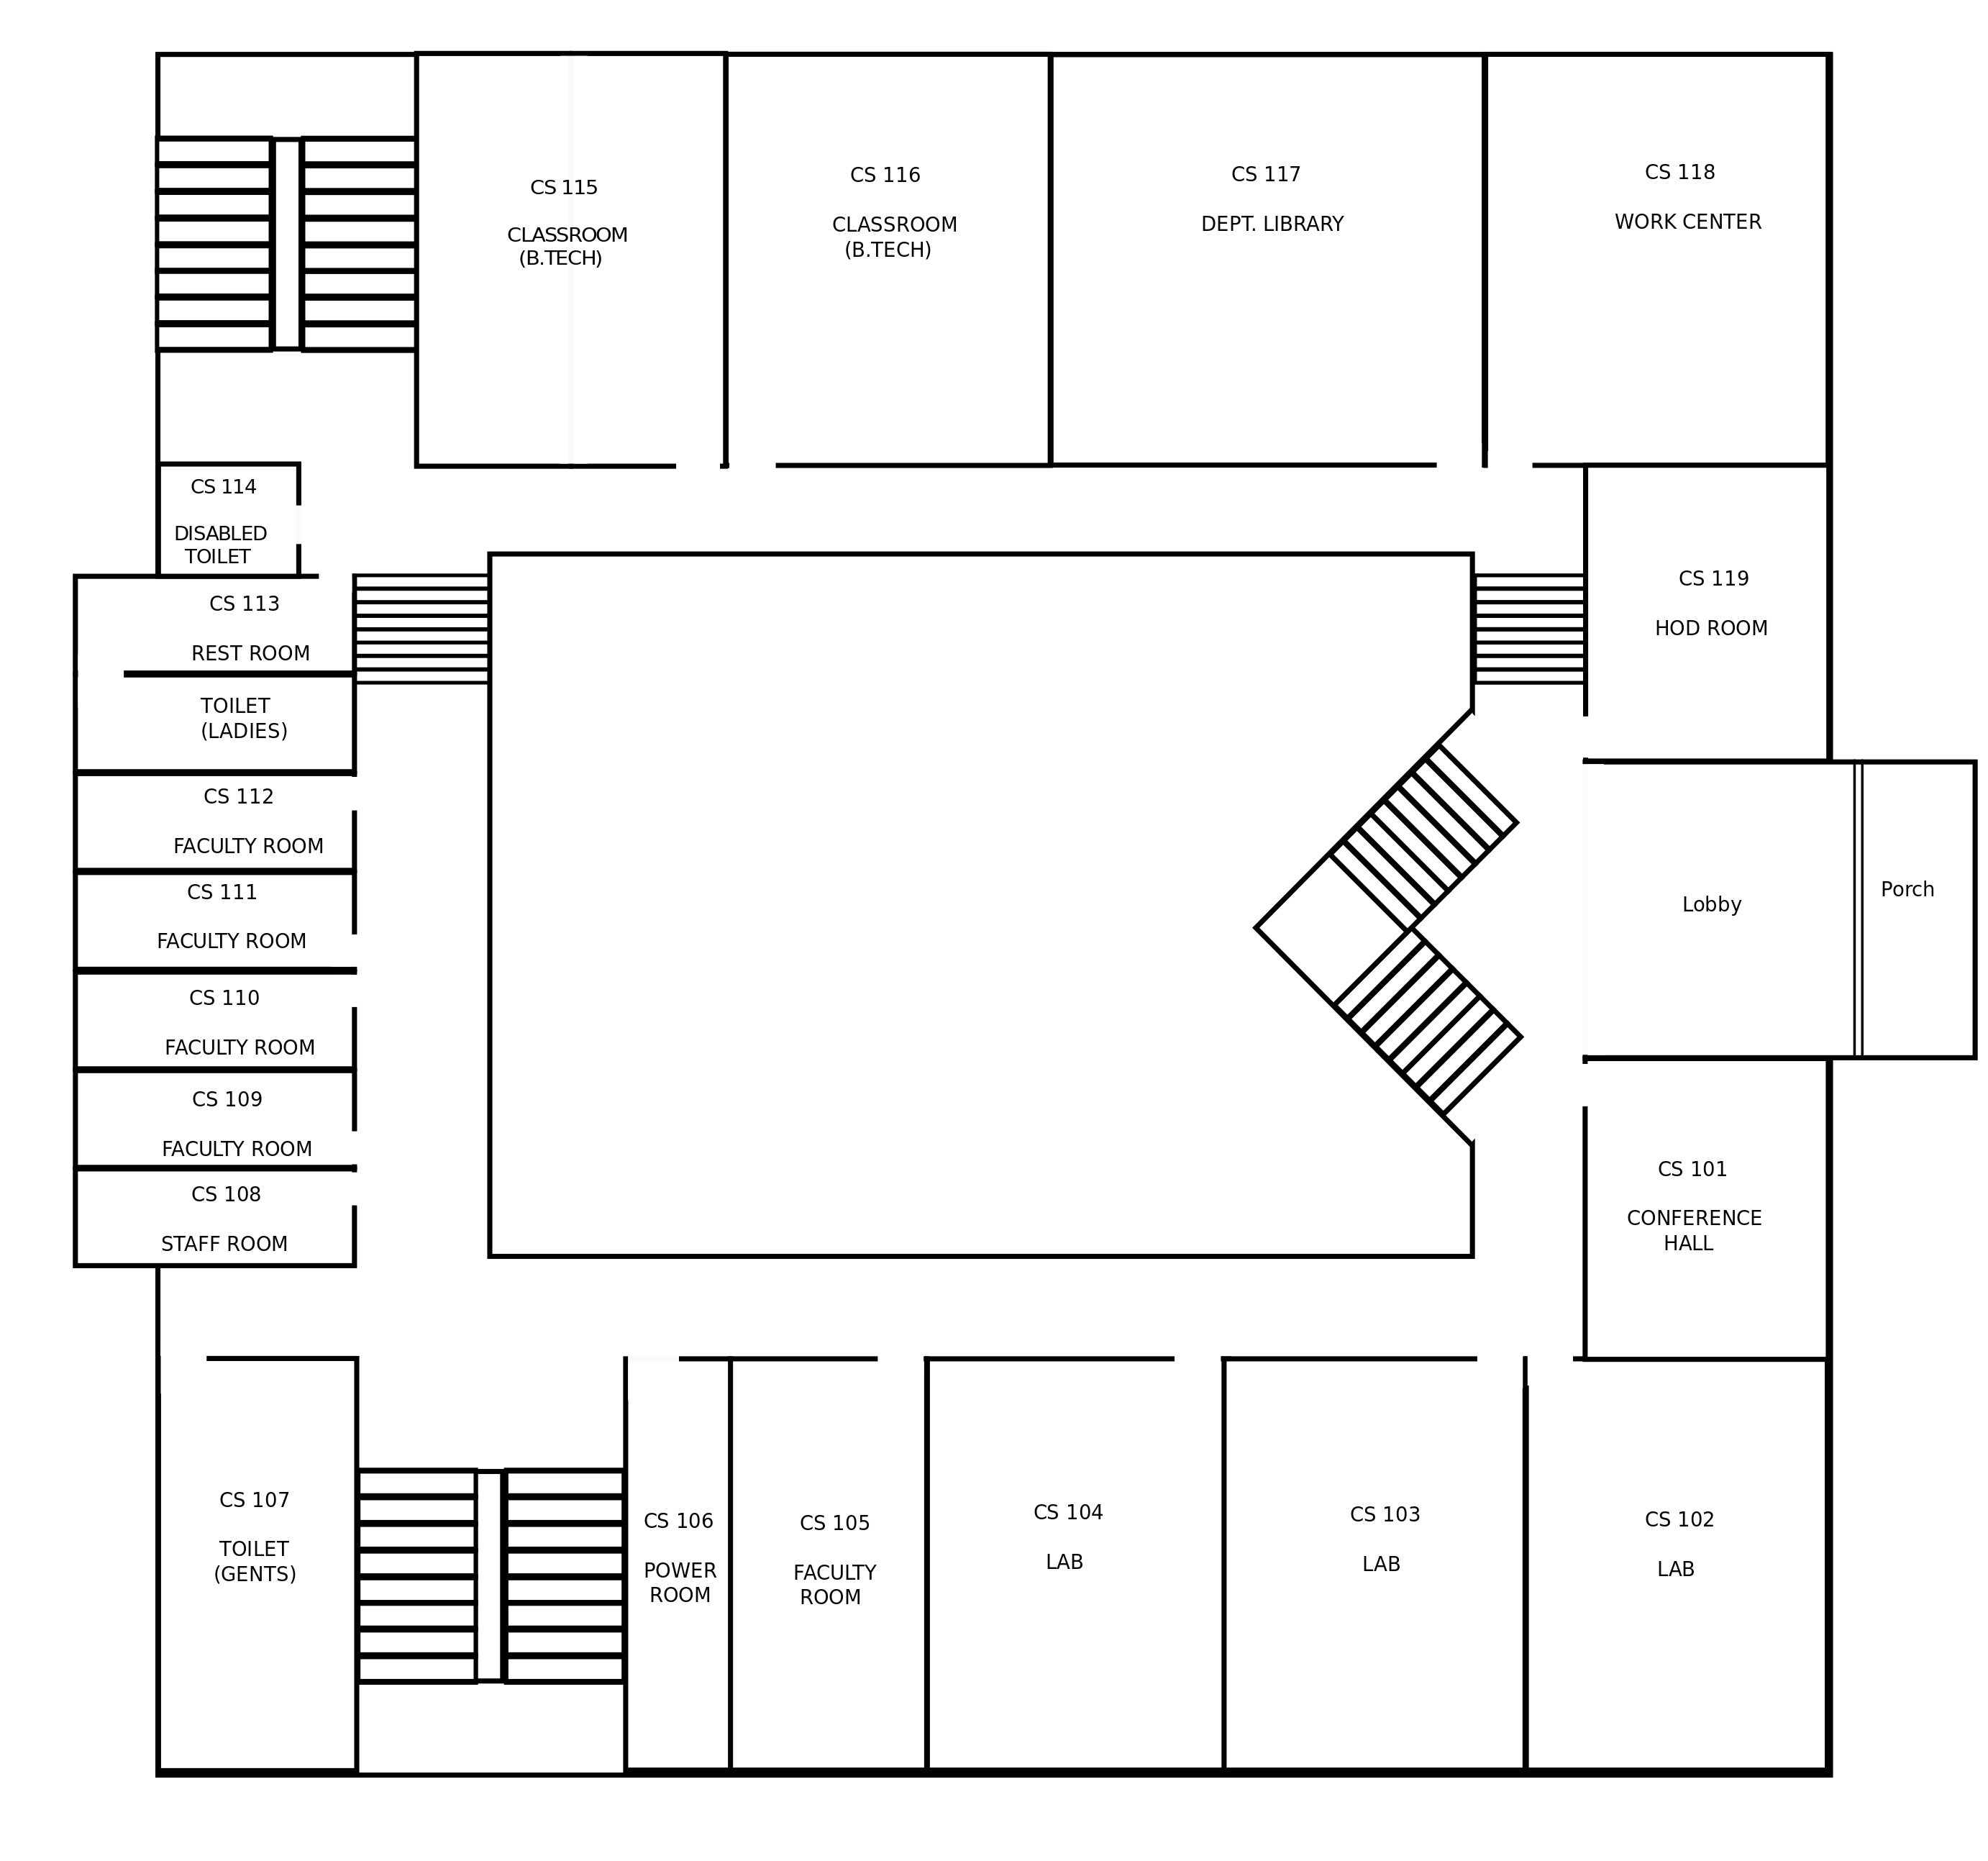 CS 115
CLASSROOM
(B.TECH)
CS 116
CLASSROOM
(B.TECH)
CS 117
DEPT. LIBRARY
CS 118
WORK CENTER
CS 114
DISABLED
TOILET
CS 113
REST ROOM
TOILET
(LADIES)
CS 112
FACULTY ROOM
CS 111
FACULTY ROOM
CS 110
FACULTY ROOM
CS 109
FACULTY ROOM
CS 108
STAFF ROOM
CS 119
HOD ROOM
Lobby
Porch
CS 101
CONFERENCE
HALL
CS 107
TOILET
(GENTS)
CS 106
POWER
ROOM
CS 105
FACULTY
ROOM
CS 104
LAB
CS 103
LAB
CS 102
LAB